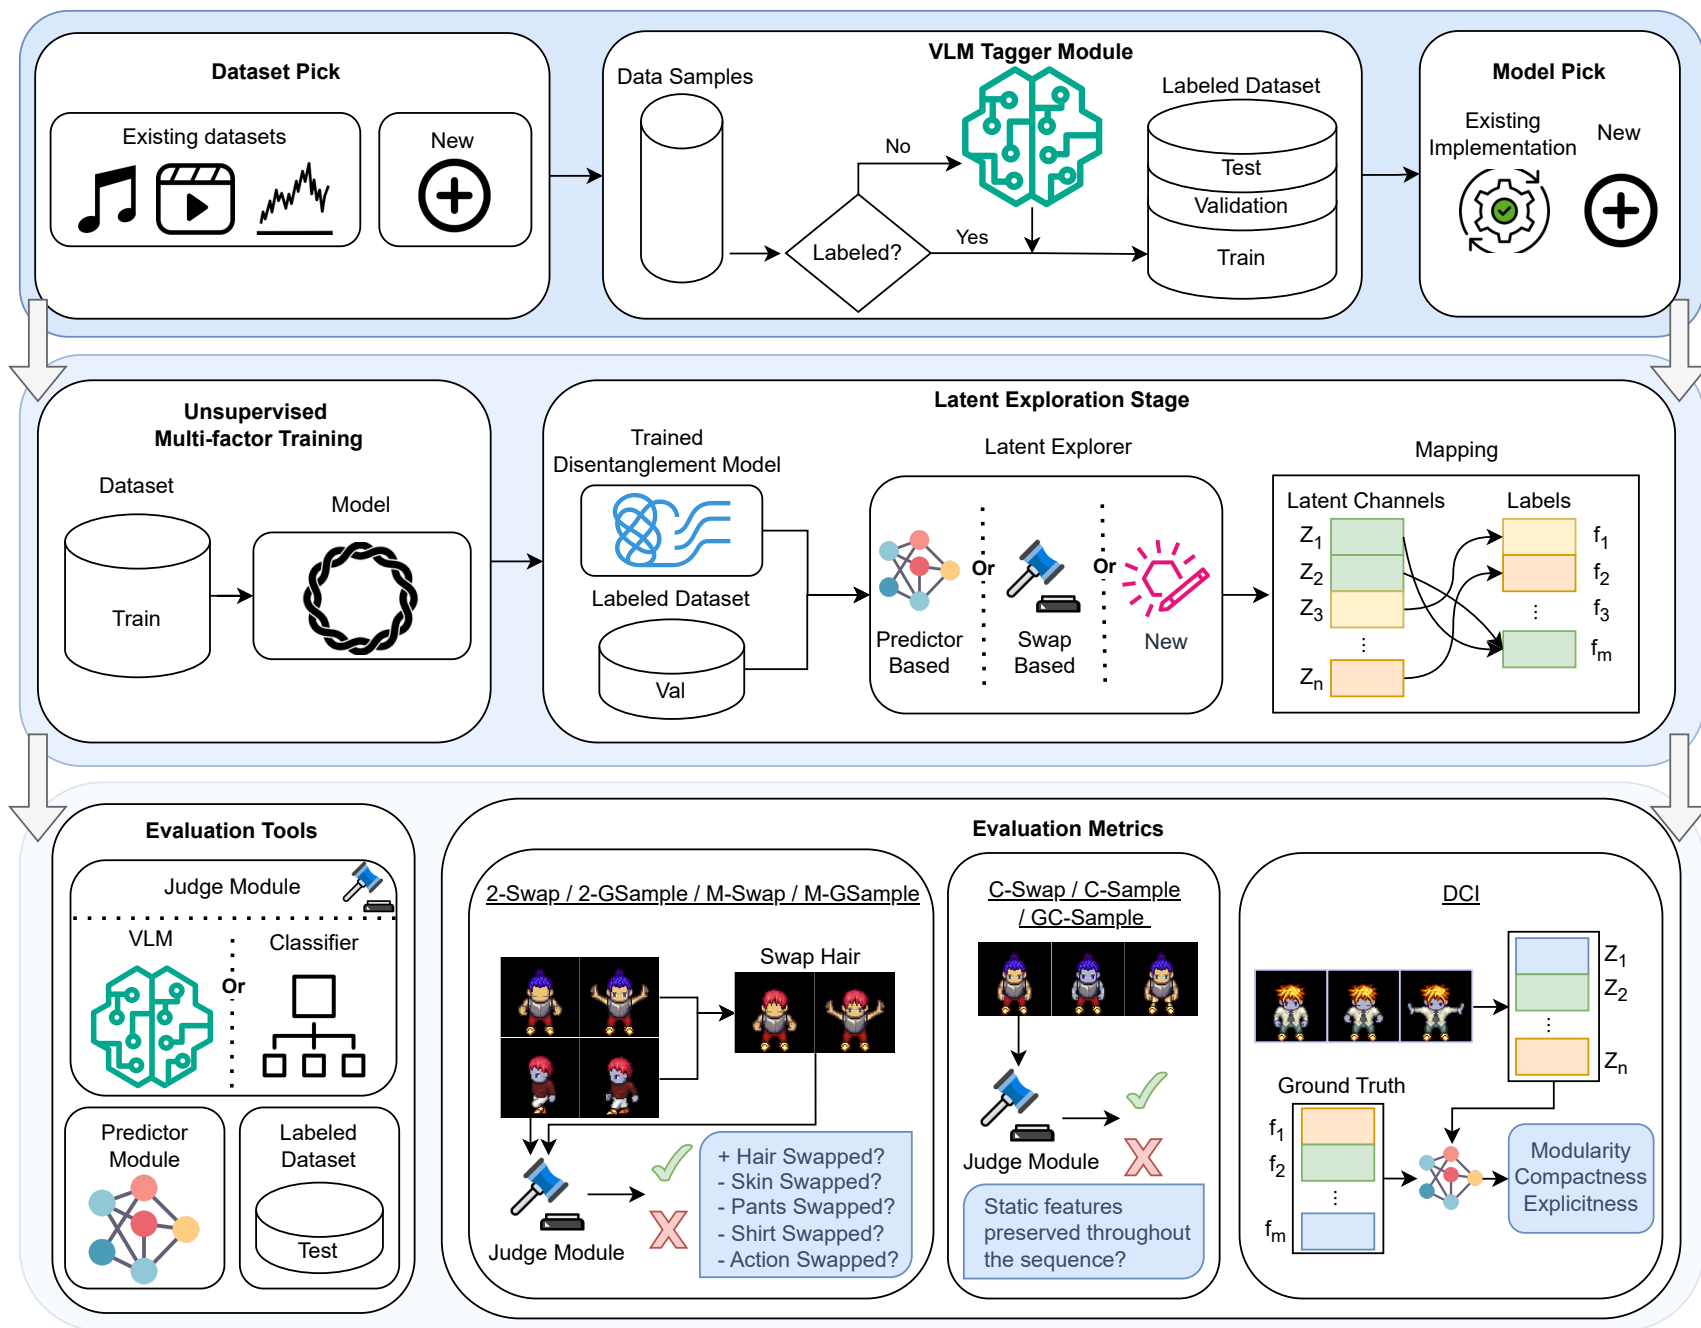 Dataset Pick
Existing datasets
New
VLM Tagger Module
Data Samples
No
Labeled?
Yes
Labeled Dataset
Test
Validation
Train
Model Pick
Existing
Implementation
New
Unsupervised
Multi-factor Training
Dataset
Train
Model
Latent Exploration Stage
Trained
Disentanglement Model
Labeled Dataset
Val
Latent Explorer
Or
Or
Predictor
Based
Swap
Based
New
Mapping
Latent Channels
Labels
Z1
Z2
Z3
⋮
Zn
f1
f2
⋮
f3
fm
Evaluation Tools
Judge Module
VLM
Or
Classifier
Predictor
Module
Labeled
Dataset
Test
Evaluation Metrics
2-Swap / 2-GSample / M-Swap / M-GSample
Swap Hair
Judge Module
+ Hair Swapped?
- Skin Swapped?
- Pants Swapped?
- Shirt Swapped?
- Action Swapped?
C-Swap / C-Sample
/ GC-Sample
Judge Module
Static features
preserved throughout
the sequence?
DCI
Z1
Z2
⋮
Zn
Ground Truth
f1
f2
⋮
fm
Modularity
Compactness
Explicitness